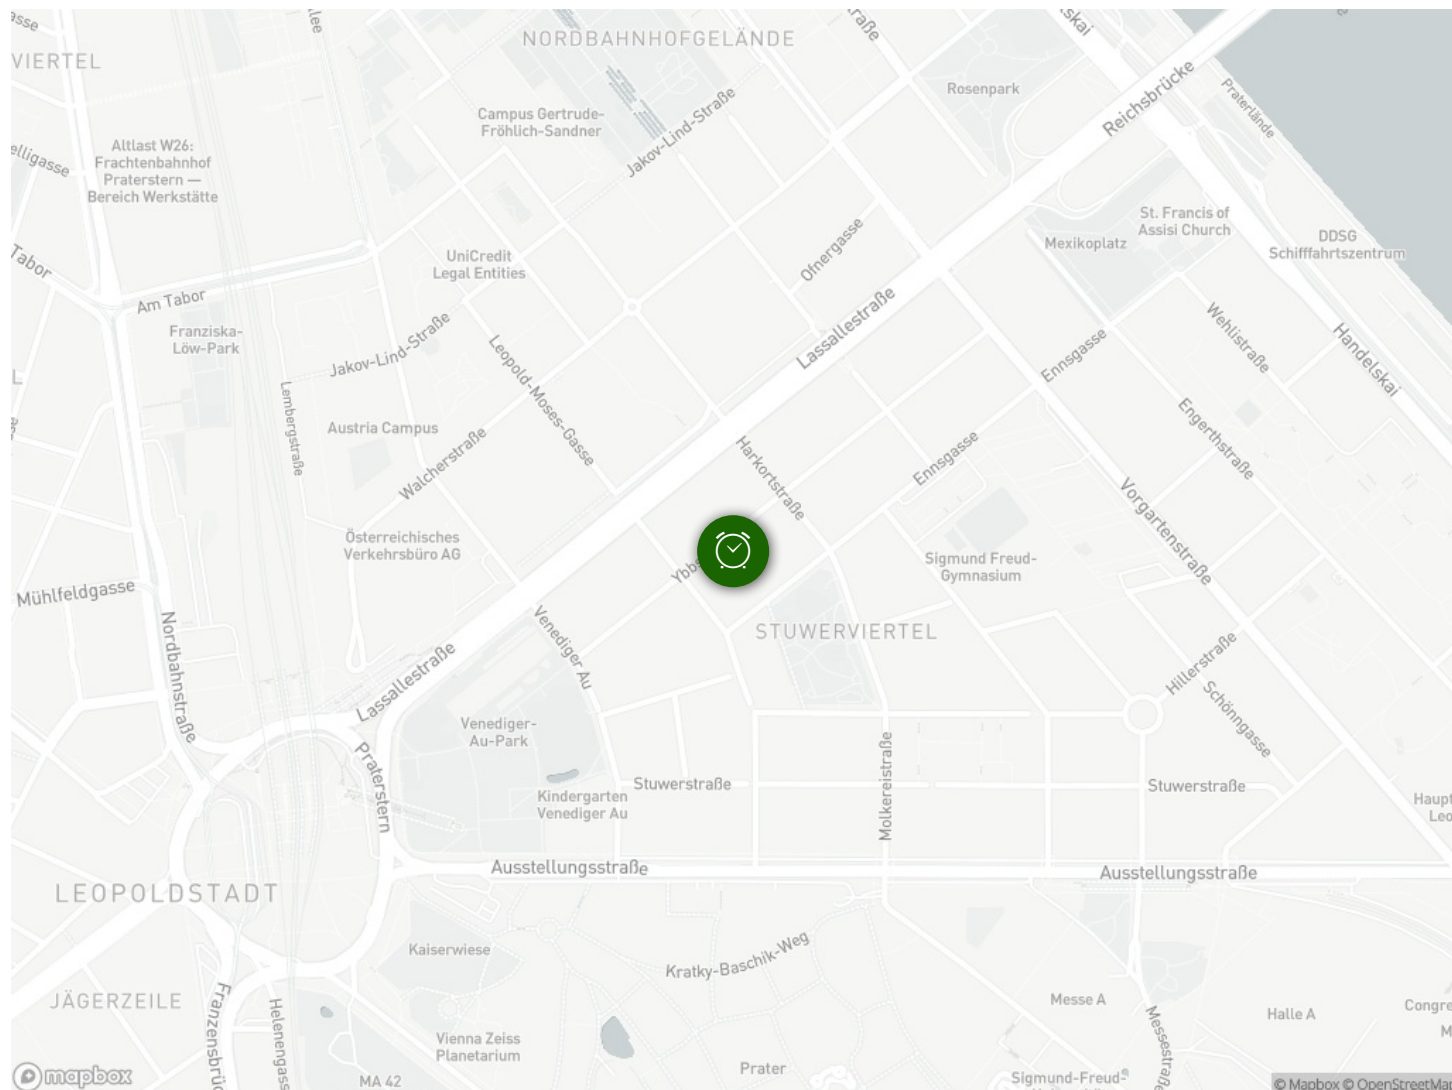 NORDBAHNHOFGELÄNDE
VIERTEL
Rosenpark
Reichsbrücke
Praterlände
Campus Gertrude-
Fröhlich-Sandner
Jakov-Lind-Straße
Altlast W26:
Frachtenbahnhof
Praterstern —
Bereich Werkstätte
St. Francis of
Assisi Church
Mexikoplatz
DDSG
Schifffahrtszentrum
Ofnergasse
UniCredit
Legal Entities
Tabor
Am Tabor
Franziska-
Löw-Park
Jakov-Lind-Straße
Leopold-Moses-Gasse
Lassallestraße
Wehlistraße
Handelskai
Ennsgasse
Lembergstraße
Austria Campus
Walcherstraße
Harkortstraße
Ennsgasse
Engerthstraße
Vorgartenstraße
Österreichisches
Verkehrsbüro AG
Sigmund Freud-
Gymnasium
Mühlfeldgasse
Nordbahnstraße
Venediger Au
STUWERVIERTEL
Lassallestraße
Hillerstraße
Schönngasse
Venediger-
Au-Park
Praterstern
Stuwerstraße
Molkereistraße
Stuwerstraße
Kindergarten
Venediger Au
Ausstellungsstraße
Ausstellungsstraße
LEOPOLDSTADT
Kaiserwiese
Kratky-Baschik-Weg
JÄGERZEILE
Messe A
Halle A
Vienna Zeiss
Planetarium
Prater
MA 42
Sigmund-Freud-
mapbox
© Mapbox © OpenStreetMap